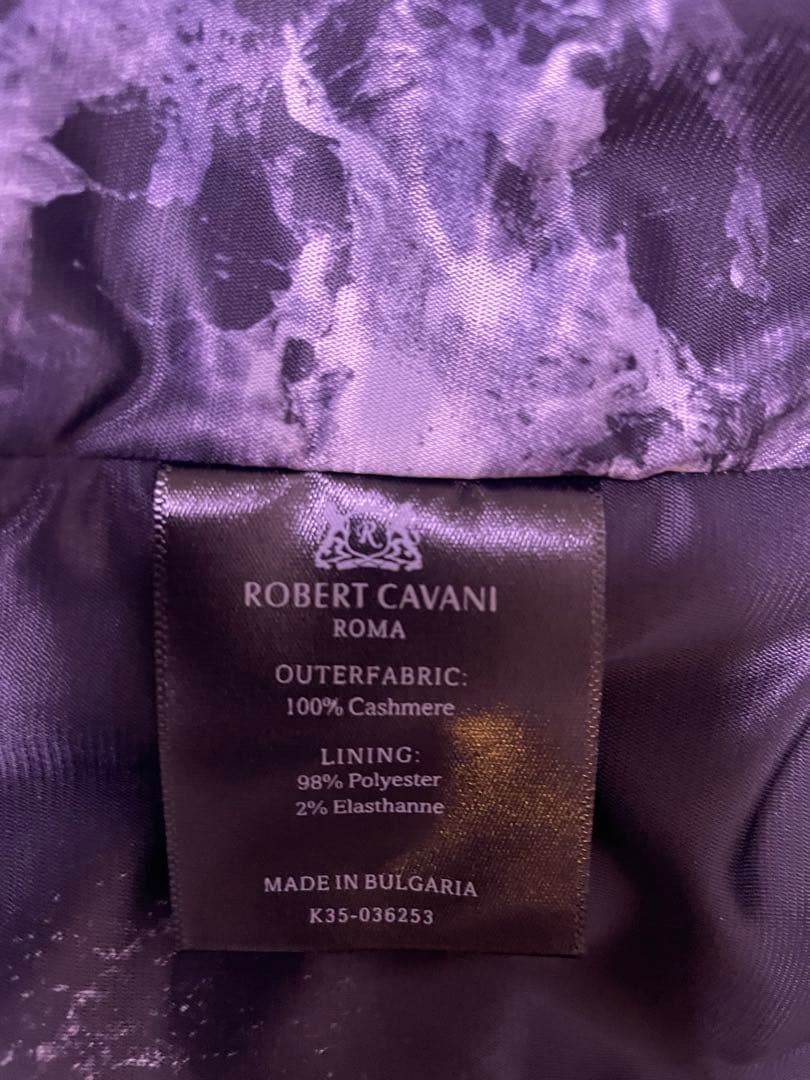 R
ROBERT CAVANI
ROMA
OUTERFABRIC:
100% Cashmere
LINING:
98% Polyester
2% Elasthanne
MADE IN BULGARIA
K35-036253